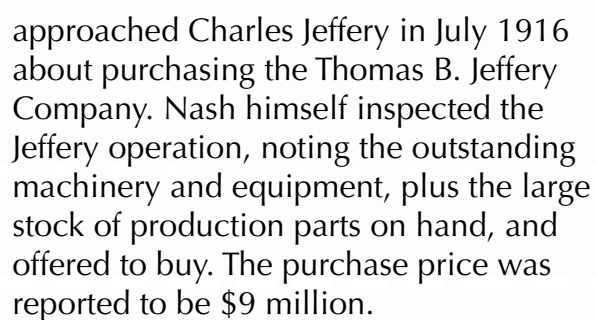 approached Charles Jeffery in July 1916
about purchasing the Thomas B. Jeffery
Company. Nash himself inspected the
Jeffery operation, noting the outstanding
machinery and equipment, plus the large
stock of production parts on hand, and
offered to buy. The purchase price was
reported to be $9 million.